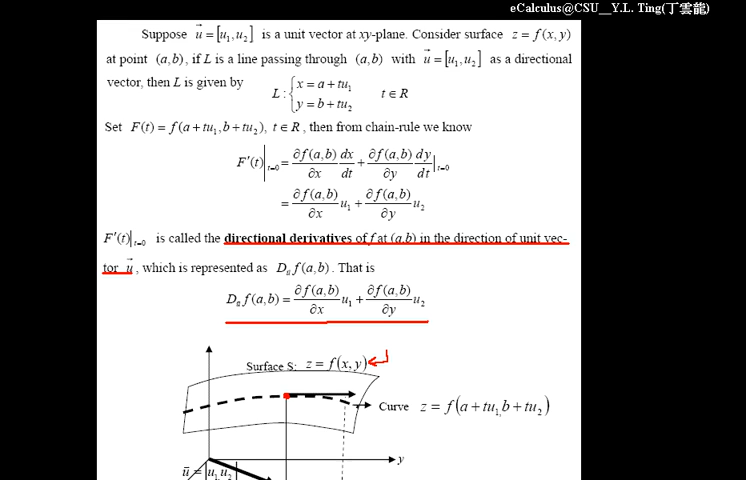 eCalculus@CSU__Y.L. Ting(丁雲龍)
Suppose u⃗ = [u₁,u₂] is a unit vector at xy-plane. Consider surface z = f(x,y)
at point (a,b), if L is a line passing through (a,b) with u⃗ = [u₁,u₂] as a directional
vector, then L is given by L : { x = a + tu₁ y = b + tu₂ t ∈ R
Set F(t) = f(a + tu₁, b + tu₂), t ∈ R, then from chain-rule we know
F'(t)|t=0 = ∂f(a,b)/∂x dx/dt + ∂f(a,b)/∂y dy/dt|t=0
= ∂f(a,b)/∂x u₁ + ∂f(a,b)/∂y u₂
F'(t)|t=0 is called the directional derivatives of f at (a,b) in the direction of unit vec-
tor u⃗, which is represented as Dᵤ⃗ f(a,b). That is
Dᵤ⃗ f(a,b) = ∂f(a,b)/∂x u₁ + ∂f(a,b)/∂y u₂
Surface S: z = f(x,y)
Curve z = f(a + tu₁, b + tu₂)
y
u⃗ = [u₁ u₂]